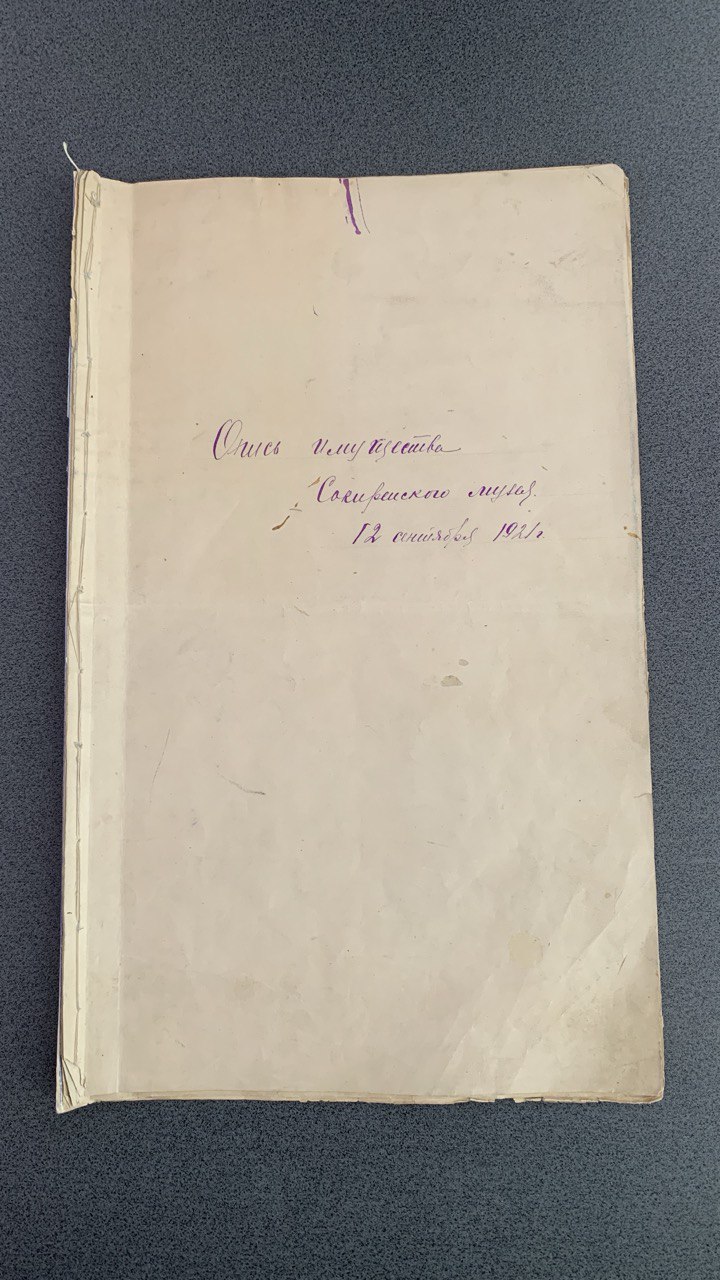 Опись имущества
Сокиренского музея.
12 сентября 1921 г.